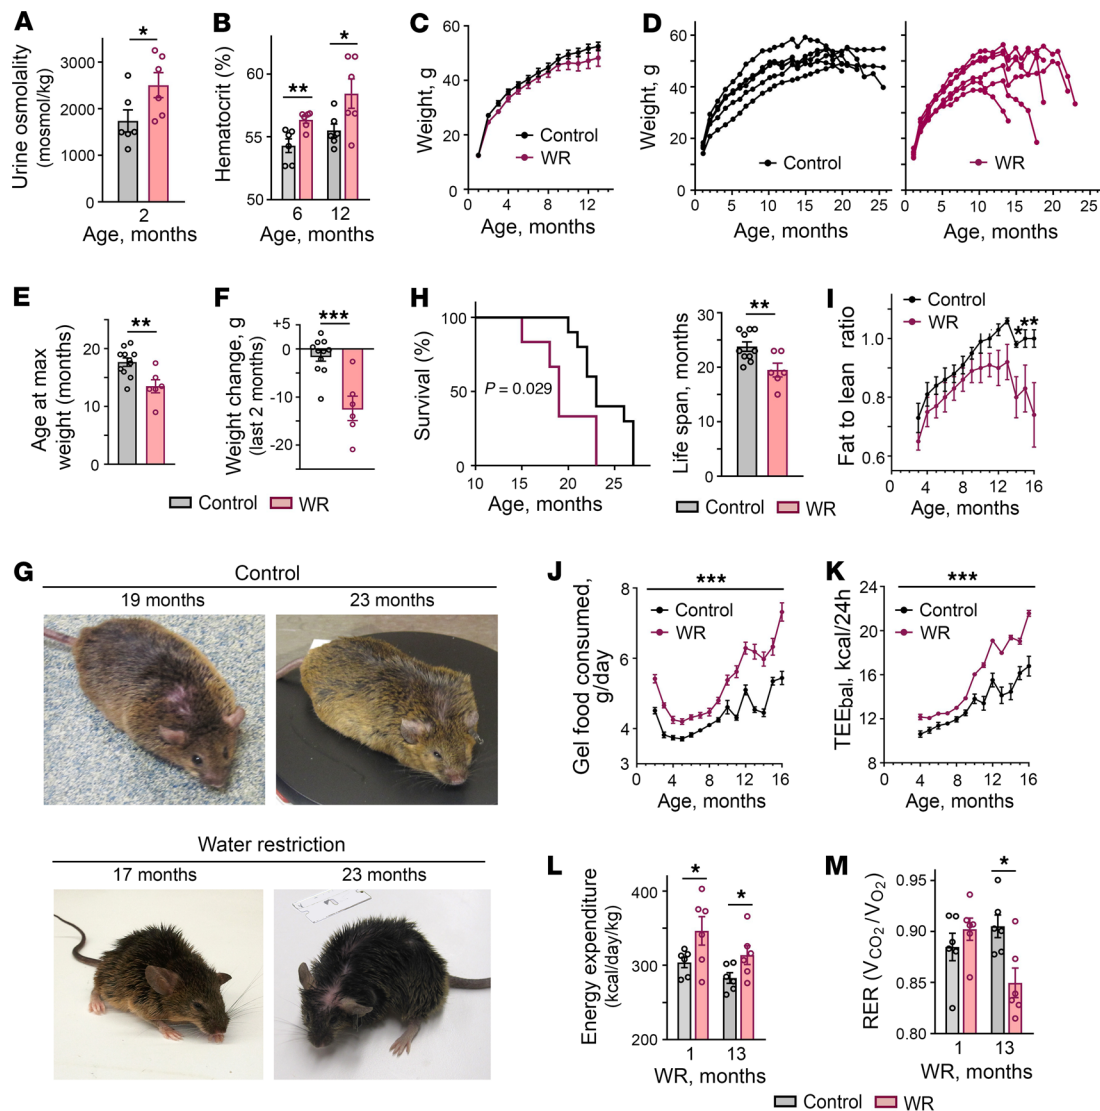 A
Urine osmolality
(mosmol/kg)
3000
2000
1000
0
*
2
Age, months
B
Hematocrit (%)
60
55
50
**
*
6 12
Age, months
C
Weight, g
60
40
20
0
Control
WR
0 4 8 12
Age, months
D
Weight, g
60
40
20
0
Control
0 5 10 15 20 25
Age, months
WR
0 5 10 15 20 25
Age, months
E
Age at max
weight (months)
20
10
0
**
F
Weight change, g
(last 2 months)
+5
0
-10
-20
***
Control WR
H
Survival (%)
100
50
0
P = 0.029
10 15 20 25
Age, months
Life span, months
30
20
10
0
**
Control WR
I
Fat to lean ratio
1.0
0.8
0.6
Control
WR
*
**
0 4 8 12 16
Age, months
G
Control
19 months 23 months
Water restriction
17 months 23 months
J
Gel food consumed,
g/day
8
6
4
3
***
Control
WR
0 4 8 12 16
Age, months
K
TEEbal, kcal/24h
24
20
16
12
8
***
Control
WR
0 4 8 12 16
Age, months
L
Energy expenditure
(kcal/day/kg)
400
300
200
*
*
1 13
WR, months
M
RER (VCO2/VO2)
0.95
0.90
0.85
0.80
*
1 13
WR, months
Control WR